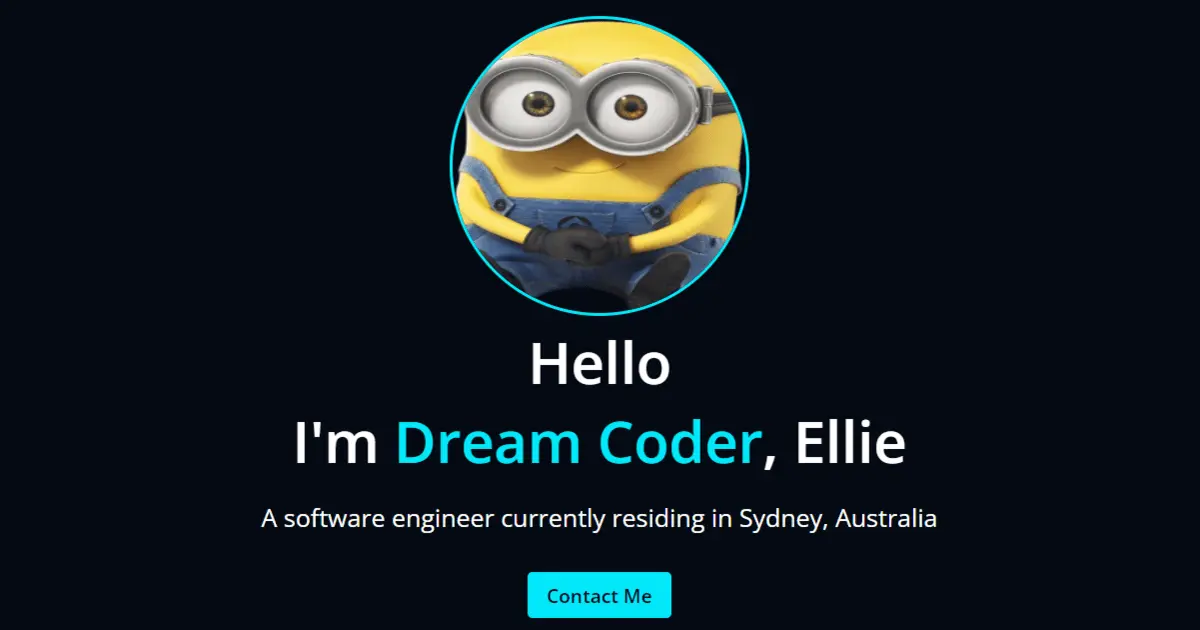 Hello
I'm Dream Coder, Ellie
A software engineer currently residing in Sydney, Australia
Contact Me